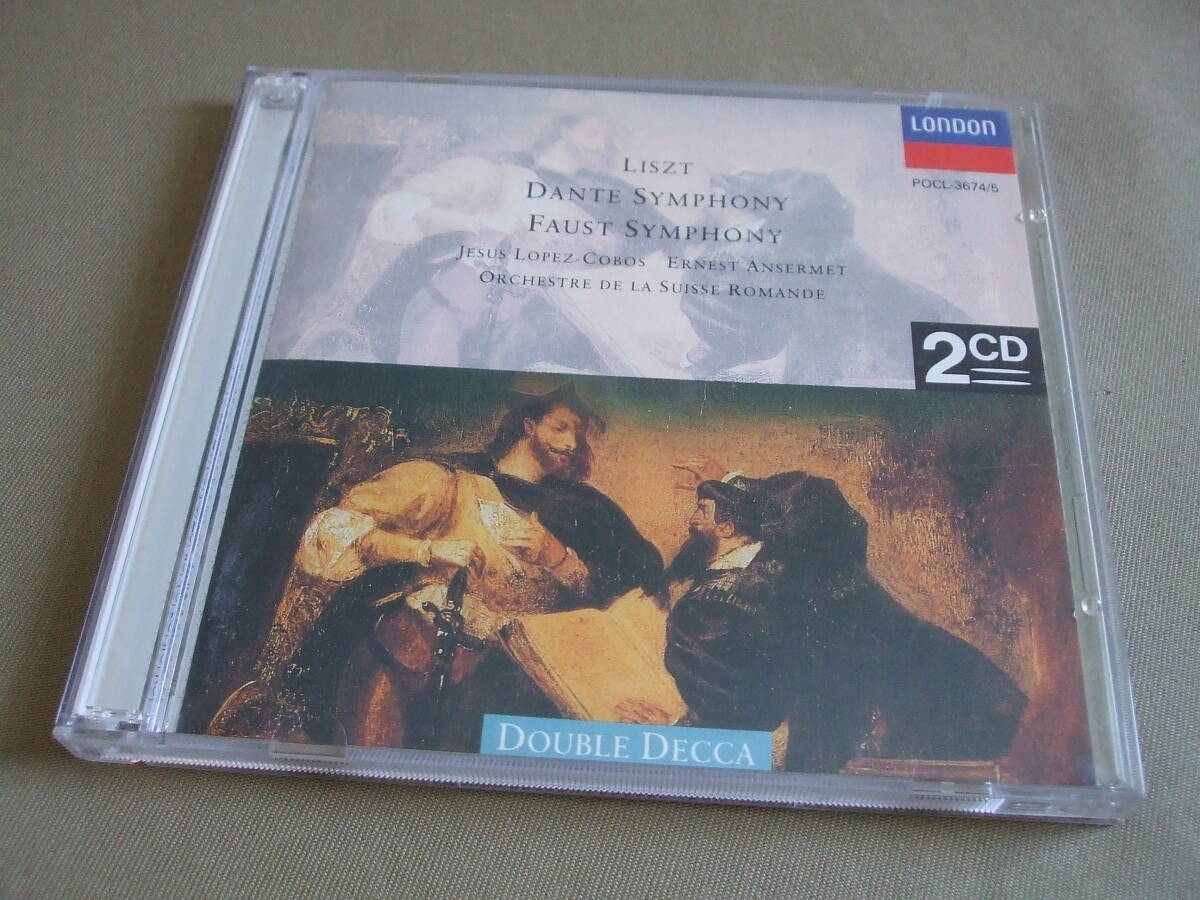 LONDON
POCL-3674/5
LISZT
DANTE SYMPHONY
FAUST SYMPHONY
JESUS LOPEZ-COBOS ERNEST ANSERMET
ORCHESTRE DE LA SUISSE ROMANDE
2CD
DOUBLE DECCA